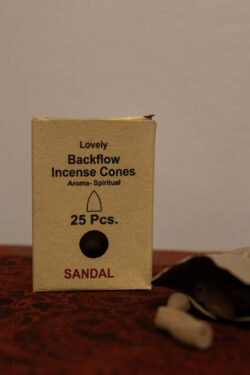 Lovely
Backflow
Incense Cones
Aroma- Spiritual
25 Pcs.
SANDAL